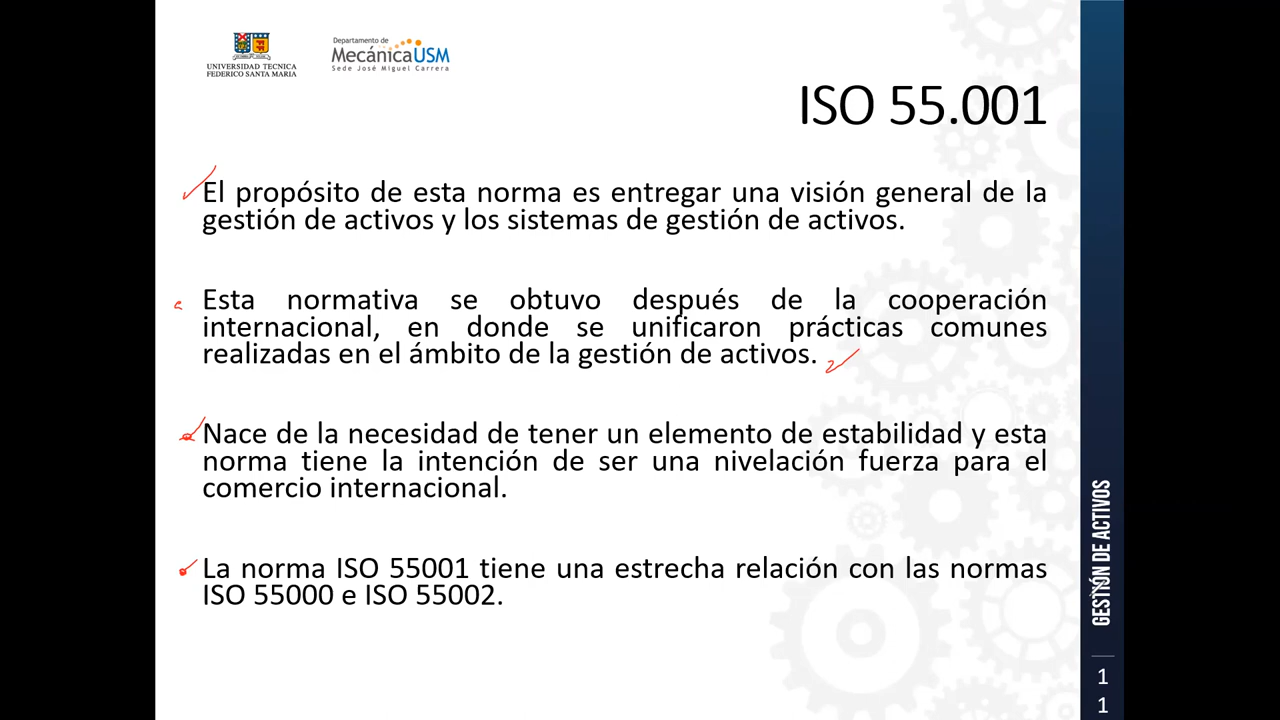 UNIVERSIDAD TECNICA
FEDERICO SANTA MARIA
Departamento de
MecánicaUSM
Sede José Miguel Carrera
ISO 55.001
El propósito de esta norma es entregar una visión general de la
gestión de activos y los sistemas de gestión de activos.
Esta normativa se obtuvo después de la cooperación
internacional, en donde se unificaron prácticas comunes
realizadas en el ámbito de la gestión de activos.
Nace de la necesidad de tener un elemento de estabilidad y esta
norma tiene la intención de ser una nivelación fuerza para el
comercio internacional.
La norma ISO 55001 tiene una estrecha relación con las normas
ISO 55000 e ISO 55002.
GESTIÓN DE ACTIVOS
1
1